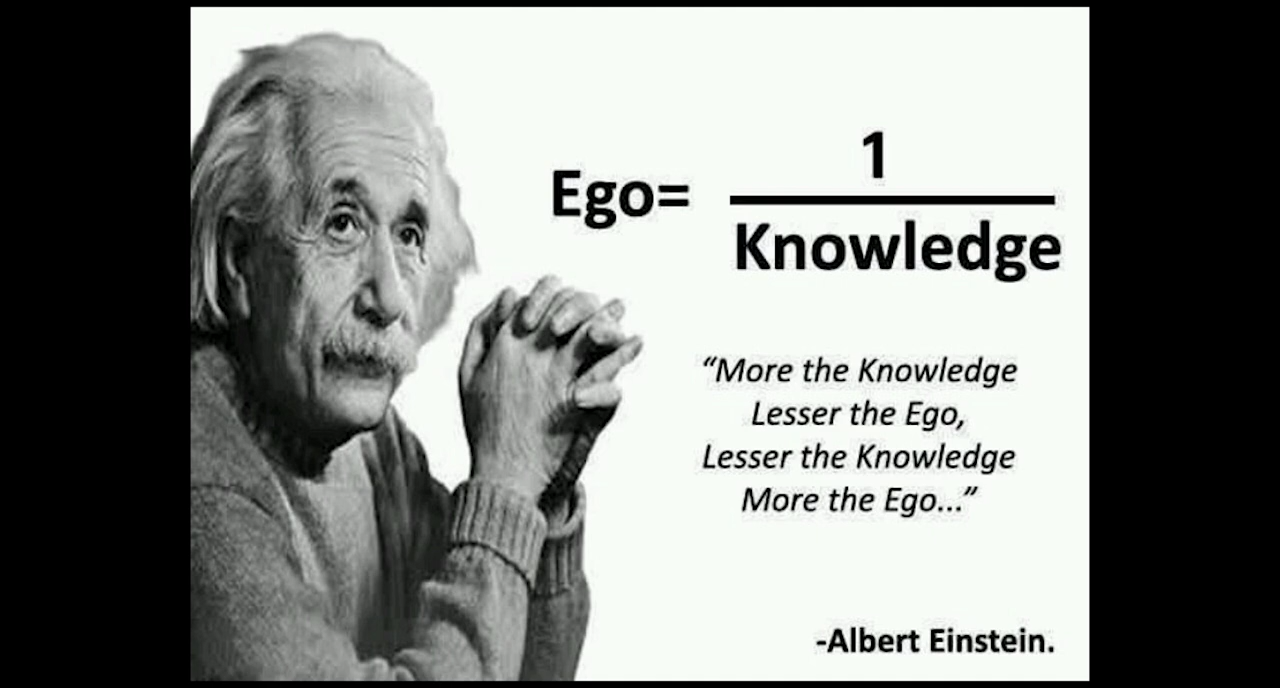 Ego= 1
Knowledge
“More the Knowledge
Lesser the Ego,
Lesser the Knowledge
More the Ego...”
-Albert Einstein.